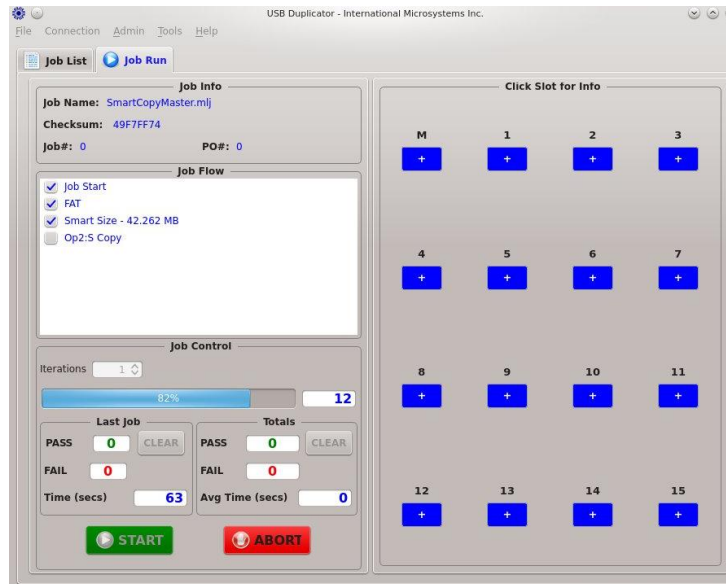 USB Duplicator - International Microsystems Inc.
File Connection Admin Tools Help
Job List Job Run
Job Info
Job Name: SmartCopyMaster.mlj
Checksum: 49F7FF74
Job#: 0 PO#: 0
Job Flow
Job Start
FAT
Smart Size - 42.262 MB
Op2:S Copy
Job Control
Iterations 1
82% 12
Last Job
PASS 0 CLEAR
FAIL 0
Time (secs) 63
Totals
PASS 0 CLEAR
FAIL 0
Avg Time (secs) 0
START ABORT
Click Slot for Info
M 1 2 3
+ + + +
4 5 6 7
+ + + +
8 9 10 11
+ + + +
12 13 14 15
+ + + +